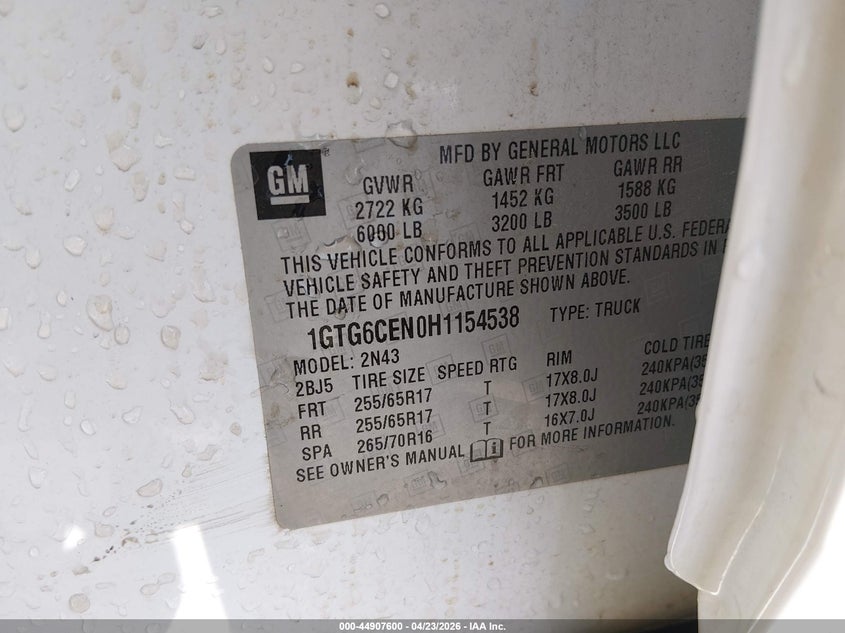 GM
MFD BY GENERAL MOTORS LLC
GVWR GAWR FRT GAWR RR
2722 KG 1452 KG 1588 KG
6000 LB 3200 LB 3500 LB
THIS VEHICLE CONFORMS TO ALL APPLICABLE U.S. FEDERA
VEHICLE SAFETY AND THEFT PREVENTION STANDARDS IN
THE DATE OF MANUFACTURE SHOWN ABOVE.
1GTG6CEN0H1154538 TYPE: TRUCK
MODEL: 2N43
2BJ5 TIRE SIZE SPEED RTG RIM COLD TIRE
FRT 255/65R17 T 17X8.0J 240KPA(35
RR 255/65R17 T 17X8.0J 240KPA(35
SPA 265/70R16 T 16X7.0J 240KPA(35
SEE OWNER'S MANUAL FOR MORE INFORMATION.
000-44907600 - 04/23/2026 - IAA Inc.